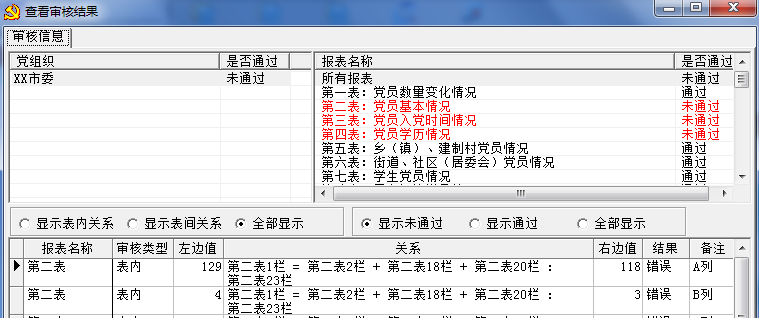 查看审核结果
审核信息
党组织 是否通过
XX市委 未通过
报表名称 是否通过
所有报表 未通过
第一表：党员数量变化情况 通过
第二表：党员基本情况 未通过
第三表：党员入党时间情况 未通过
第四表：党员学历情况 未通过
第五表：乡（镇）、建制村党员情况 通过
第六表：街道、社区（居委会）党员情况 通过
第七表：学生党员情况 通过
显示表内关系 显示表间关系 全部显示 显示未通过 显示通过 全部显示
报表名称 审核类型 左边值 关系 右边值 结果 备注
第二表 表内 129 第二表1栏 = 第二表2栏 + 第二表18栏 + 第二表20栏 : 118 错误 A列
第二表23栏
第二表 表内 4 第二表1栏 = 第二表2栏 + 第二表18栏 + 第二表20栏 : 3 错误 B列
第二表23栏